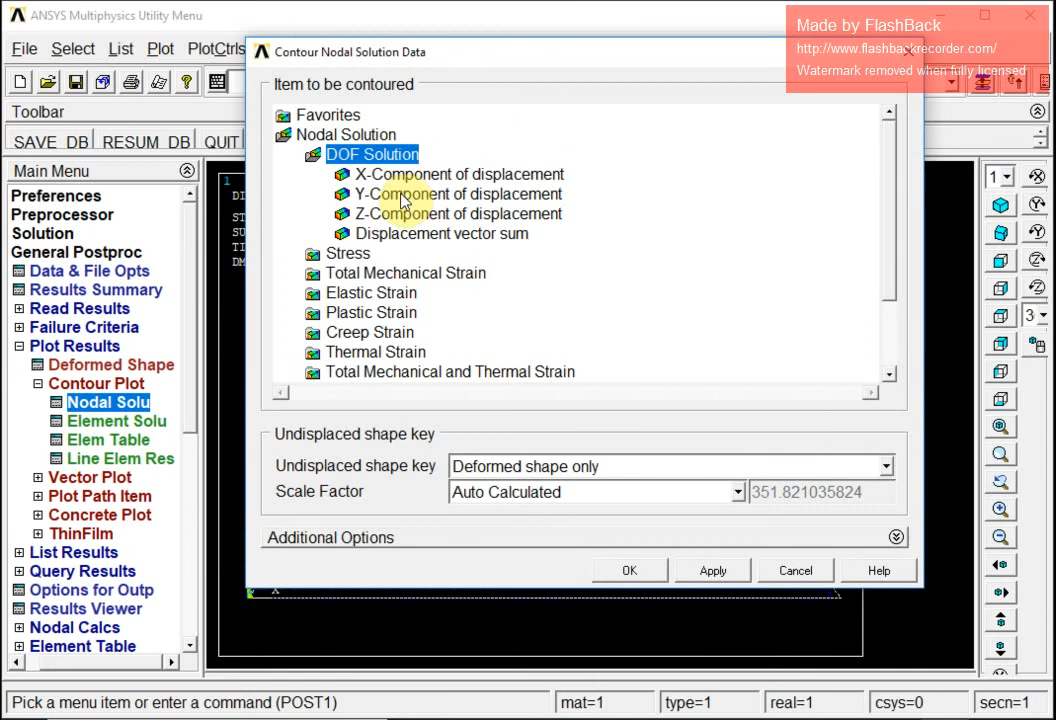 ANSYS Multiphysics Utility Menu
Made by FlashBack
http://www.flashbackrecorder.com/
Watermark removed when fully licensed
File Select List Plot PlotCtrls
Contour Nodal Solution Data
Item to be contoured
Favorites
Nodal Solution
DOF Solution
X-Component of displacement
Y-Component of displacement
Z-Component of displacement
Displacement vector sum
Stress
Total Mechanical Strain
Elastic Strain
Plastic Strain
Creep Strain
Thermal Strain
Total Mechanical and Thermal Strain
Undisplaced shape key
Undisplaced shape key Deformed shape only
Scale Factor Auto Calculated 351.821035824
Additional Options
OK Apply Cancel Help
Toolbar
SAVE_DB RESUM_DB QUIT
Main Menu
Preferences
Preprocessor
Solution
General Postproc
Data & File Opts
Results Summary
Read Results
Failure Criteria
Plot Results
Deformed Shape
Contour Plot
Nodal Solu
Element Solu
Elem Table
Line Elem Res
Vector Plot
Plot Path Item
Concrete Plot
ThinFilm
List Results
Query Results
Options for Outp
Results Viewer
Nodal Calcs
Element Table
1
DI
ST
SU
TI
DM
X
1
3
Pick a menu item or enter a command (POST1) mat=1 type=1 real=1 csys=0 secn=1